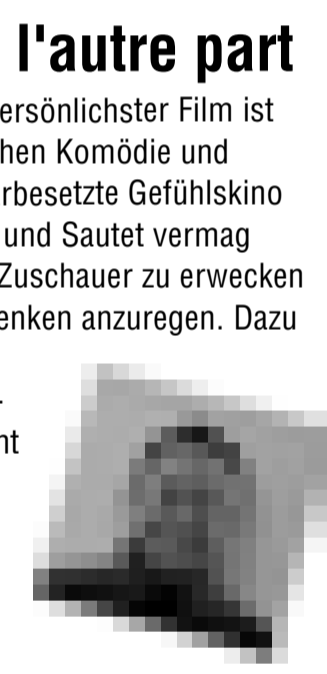 l'autre part
ersönlichster Film ist
hen Komödie und
rbesetzte Gefühlskino
und Sautet vermag
Zuschauer zu erwecken
enken anzuregen. Dazu
nt